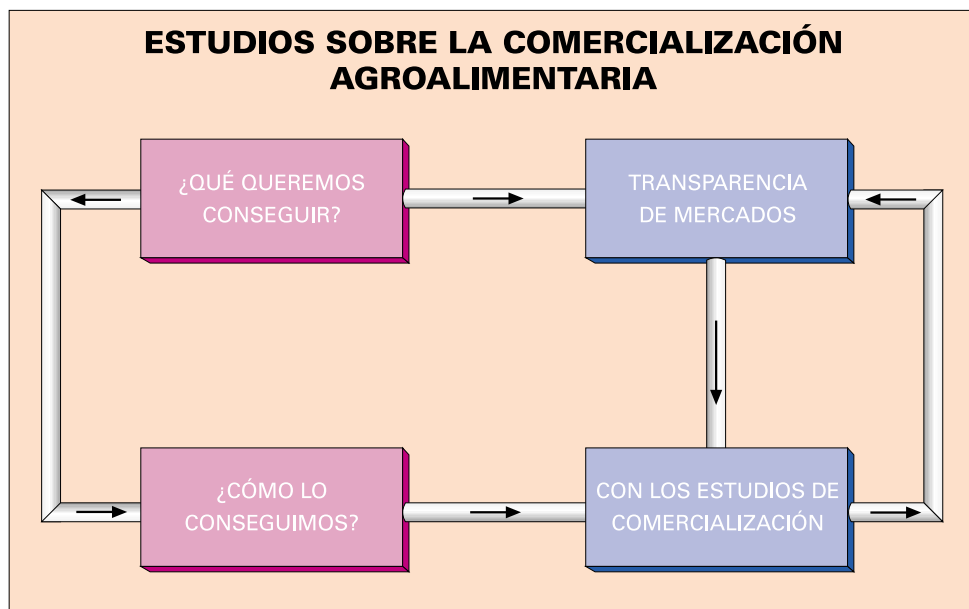 ESTUDIOS SOBRE LA COMERCIALIZACIÓN
AGROALIMENTARIA
¿QUÉ QUEREMOS
CONSEGUIR?
TRANSPARENCIA
DE MERCADOS
¿CÓMO LO
CONSEGUIMOS?
CON LOS ESTUDIOS DE
COMERCIALIZACIÓN